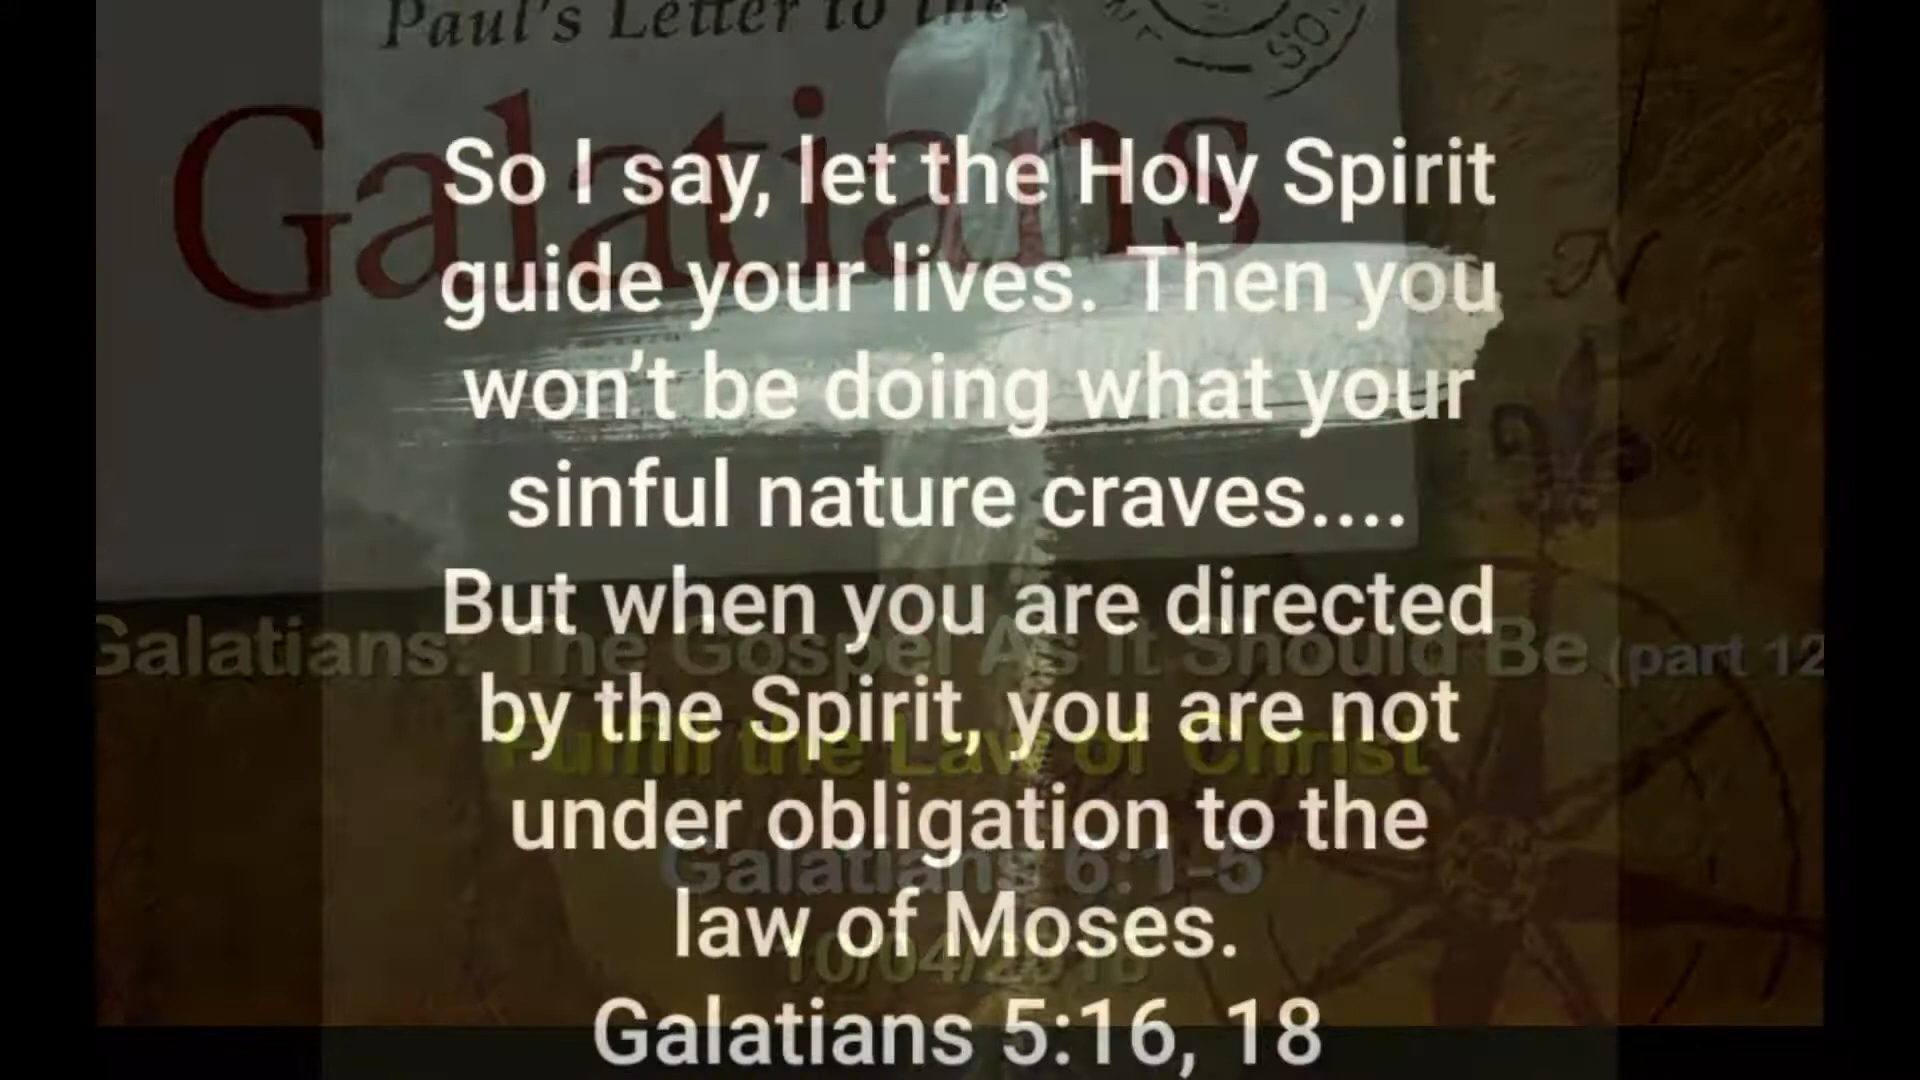 Paul's Letter to the
Galatians
So I say, let the Holy Spirit
guide your lives. Then you
won't be doing what your
sinful nature craves....
But when you are directed
by the Spirit, you are not
under obligation to the
law of Moses.
Galatians 5:16, 18
Galatians: The Gospel As It Should Be (part 12
Fulfill the Law of Christ
Galatians 6:1-5
N